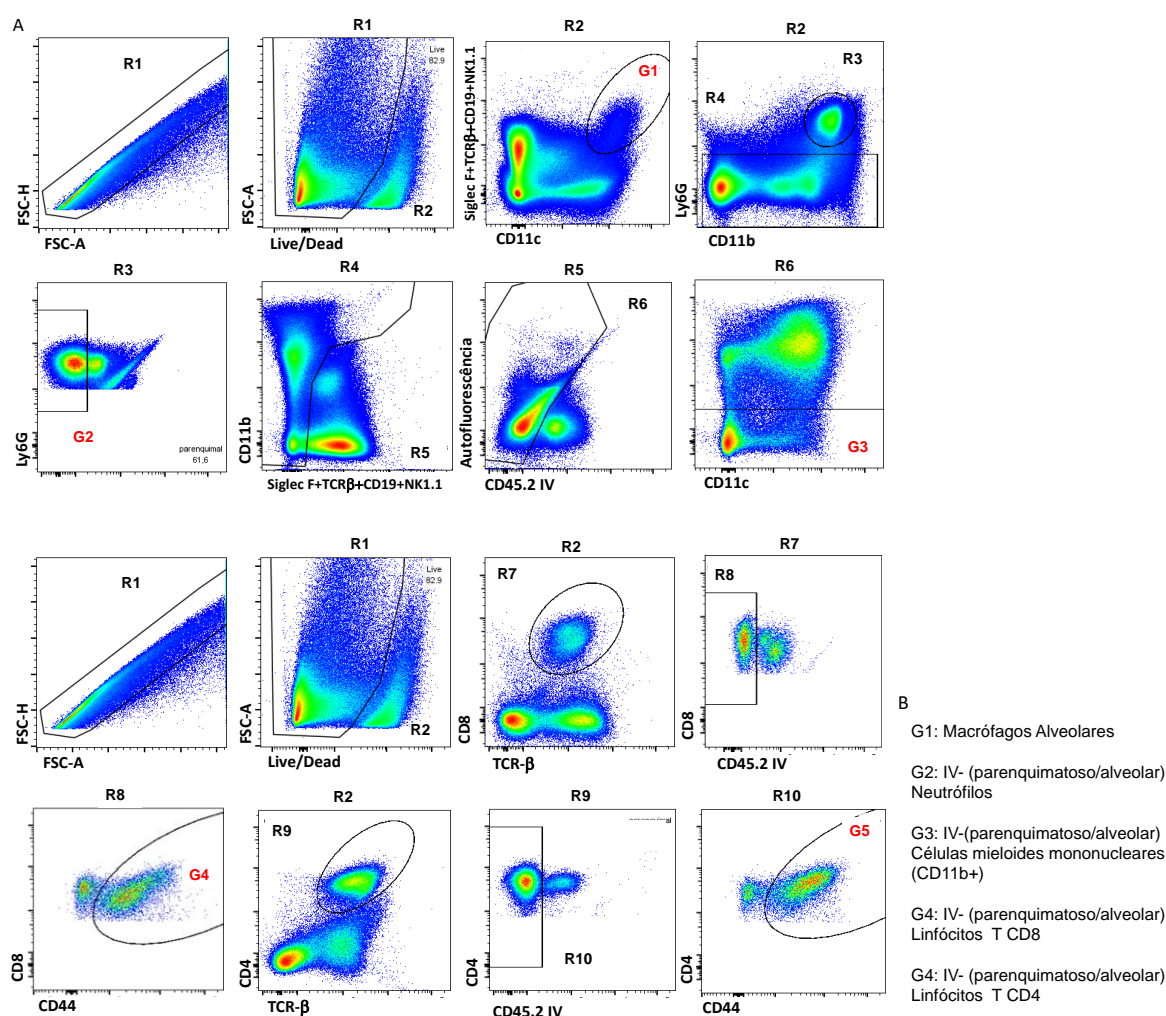 A
R1
R1
FSC-H
FSC-A
R1
Live
82.9
R2
FSC-A
Live/Dead
R2
G1
Siglec F+TCRβ+CD19+NK1.1
CD11c
R2
R3
R4
Ly6G
CD11b
R3
G2
parenquimal
61,6
Ly6G
R4
R5
CD11b
Siglec F+TCRβ+CD19+NK1.1
R5
R6
Autofluorescência
CD45.2 IV
R6
G3
CD11c
R1
FSC-H
FSC-A
R1
Live
82.9
R2
FSC-A
Live/Dead
R2
R7
CD8
TCR-β
R7
R8
CD8
CD45.2 IV
R8
G4
CD8
CD44
R2
R9
CD4
TCR-β
R9
R10
CD4
CD45.2 IV
R10
G5
CD4
CD44
B
G1: Macrófagos Alveolares
G2: IV- (parenquimatoso/alveolar)
Neutrófilos
G3: IV-(parenquimatoso/alveolar)
Células mieloides mononucleares
(CD11b+)
G4: IV- (parenquimatoso/alveolar)
Linfócitos T CD8
G4: IV- (parenquimatoso/alveolar)
Linfócitos T CD4